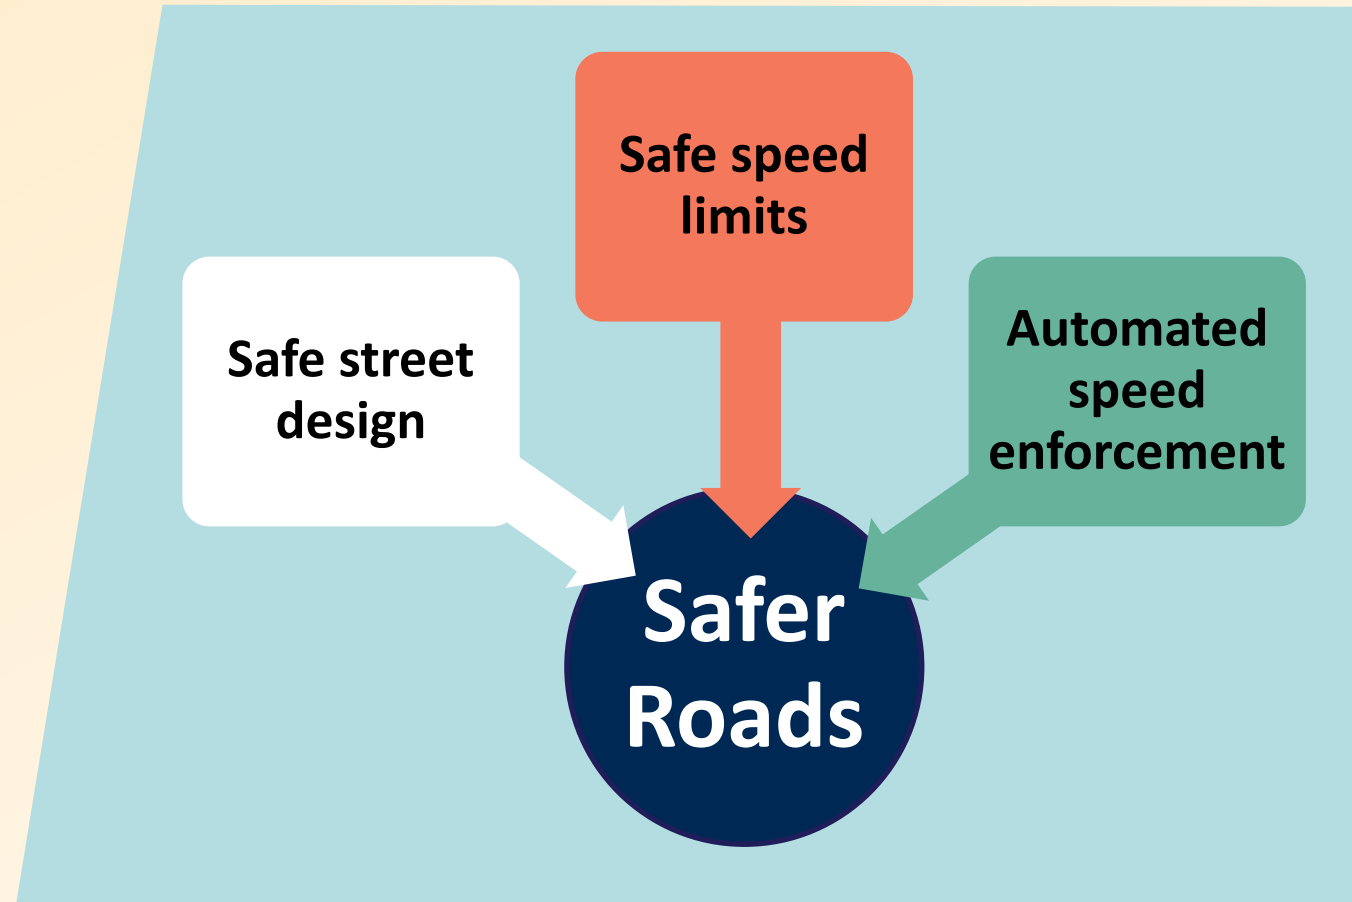 Safe speed
limits
Safe street
design
Automated
speed
enforcement
Safer
Roads